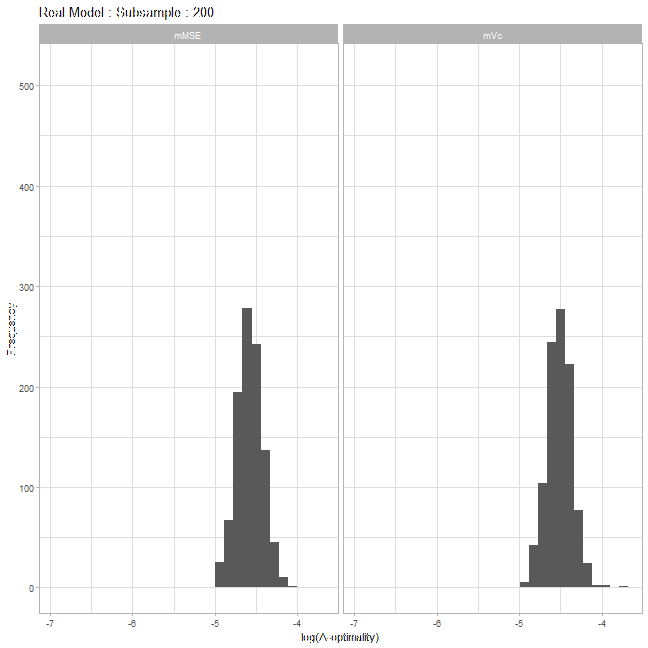 Real Model : Subsample : 200
mMSE mVc
500
400
300
200
100
0
Frequency
-7 -6 -5 -4 -7 -6 -5 -4
log(A-optimality)